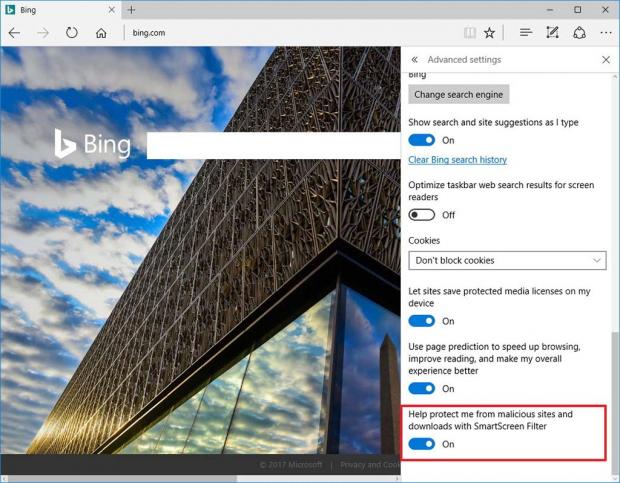 Bing
bing.com
Advanced settings
Bing
Change search engine
Show search and site suggestions as I type
On
Clear Bing search history
Optimize taskbar web search results for screen
readers
Off
Cookies
Don't block cookies
Let sites save protected media licenses on my
device
On
Use page prediction to speed up browsing,
improve reading, and make my overall
experience better
On
Help protect me from malicious sites and
downloads with SmartScreen Filter
On
Bing
© 2017 Microsoft | Privacy and Cook